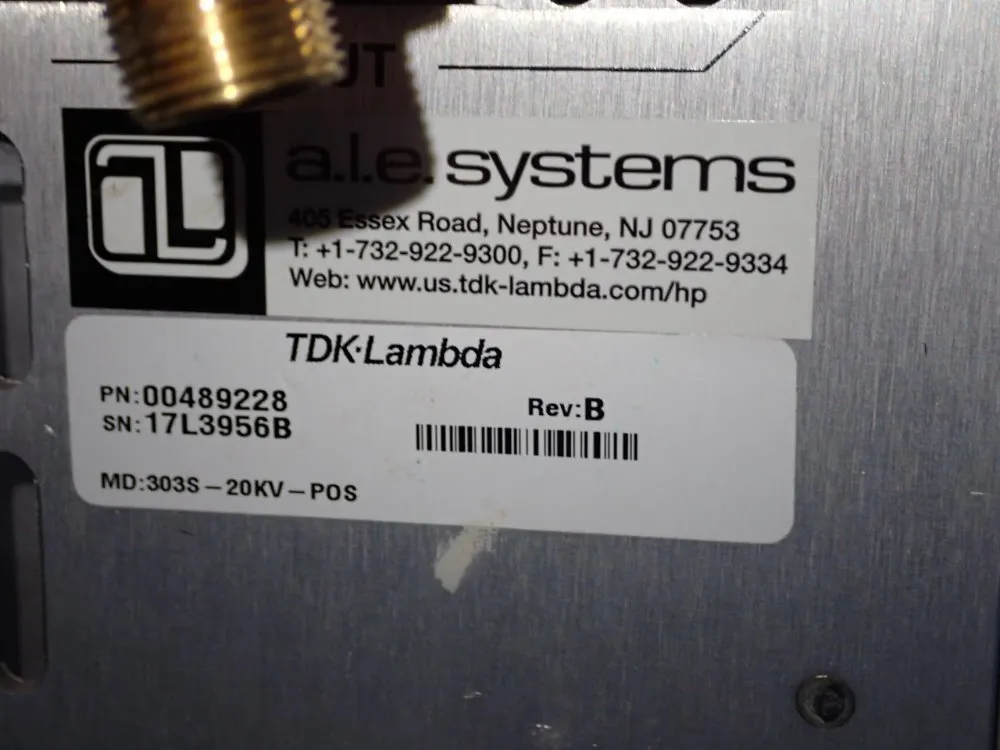 a.l.e. systems
405 Essex Road, Neptune, NJ 07753
T: +1-732-922-9300, F: +1-732-922-9334
Web: www.us.tdk-lambda.com/hp
TDK·Lambda
PN:00489228
SN:17L3956B
Rev:B
MD:303S-20KV-POS